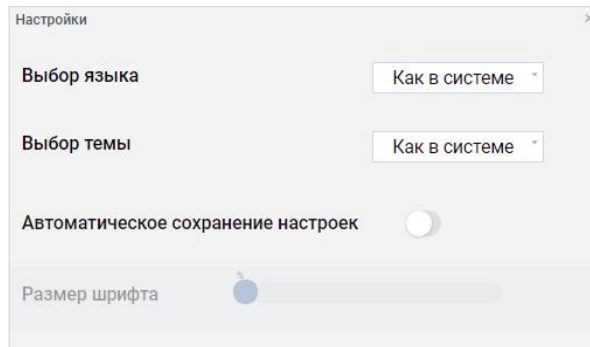 Настройки
Выбор языка
Как в системе
Выбор темы
Как в системе
Автоматическое сохранение настроек
Размер шрифта